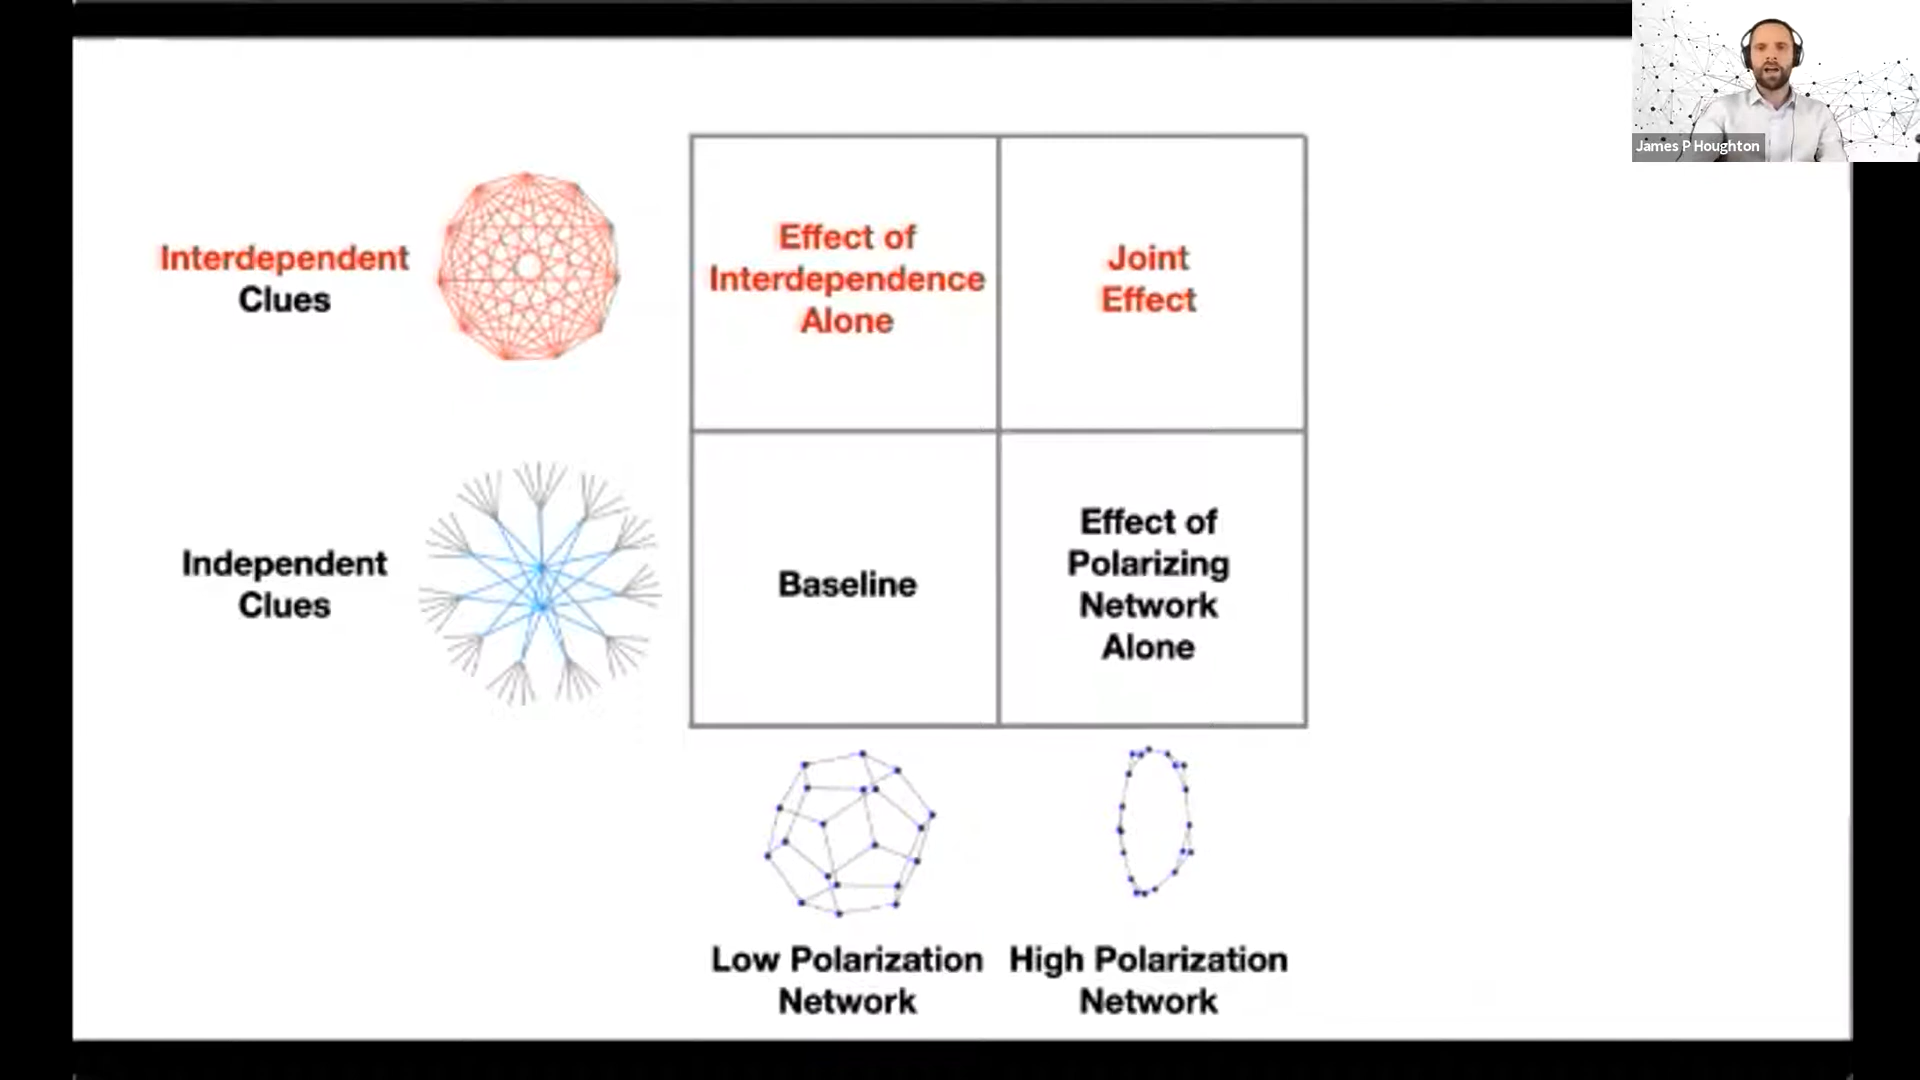 James P Houghton
Interdependent
Clues
Effect of
Interdependence
Alone
Joint
Effect
Independent
Clues
Baseline
Effect of
Polarizing
Network
Alone
Low Polarization
Network
High Polarization
Network